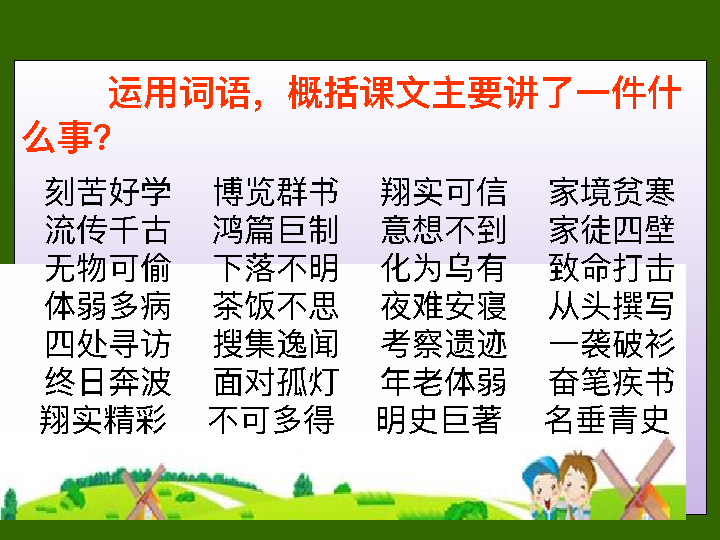 运用词语，概括课文主要讲了一件什
么事？
刻苦好学 博览群书 翔实可信 家境贫寒
流传千古 鸿篇巨制 意想不到 家徒四壁
无物可偷 下落不明 化为乌有 致命打击
体弱多病 茶饭不思 夜难安寝 从头撰写
四处寻访 搜集逸闻 考察遗迹 一袭破衫
终日奔波 面对孤灯 年老体弱 奋笔疾书
翔实精彩 不可多得 明史巨著 名垂青史